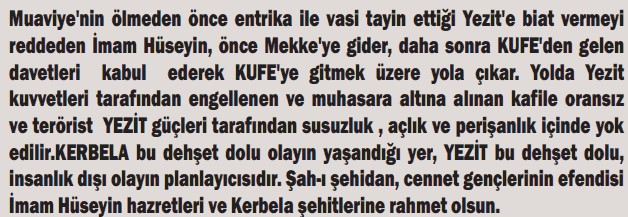 Muaviye'nin ölmeden önce entrika ile vasi tayin ettiği Yezit'e biat vermeyi
reddeden İmam Hüseyin, önce Mekke'ye gider, daha sonra KUFE'den gelen
davetleri kabul ederek KUFE'ye gitmek üzere yola çıkar. Yolda Yezit
kuvvetleri tarafından engellenen ve muhasara altına alınan kafile oransız
ve terörist YEZİT güçleri tarafından susuzluk , açlık ve perişanlık içinde yok
edilir.KERBELA bu dehşet dolu olayın yaşandığı yer, YEZİT bu dehşet dolu,
insanlık dışı olayın planlayıcısıdır. Şah-ı şehidan, cennet gençlerinin efendisi
İmam Hüseyin hazretleri ve Kerbela şehitlerine rahmet olsun.